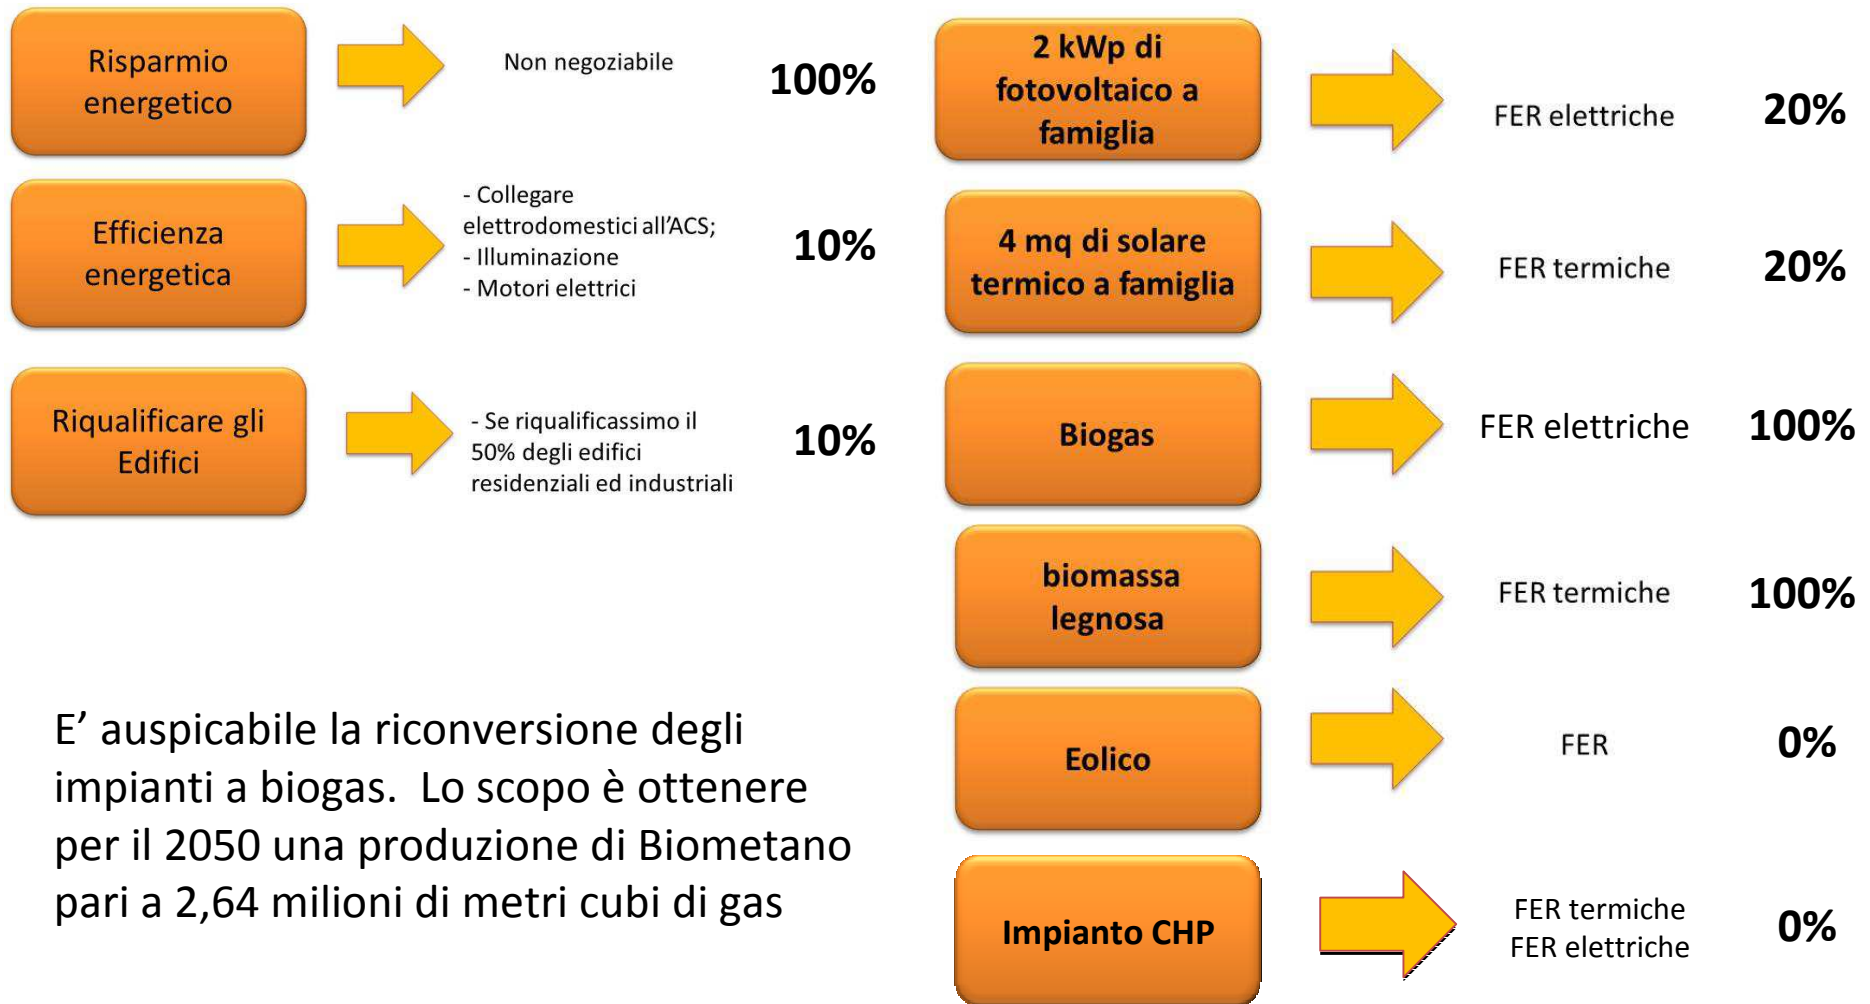 Risparmio
energetico
Non negoziabile
100%
Efficienza
energetica
- Collegare
elettrodomestici all'ACS;
- Illuminazione
- Motori elettrici
10%
Riqualificare gli
Edifici
- Se riqualificassimo il
50% degli edifici
residenziali ed industriali
10%
E’ auspicabile la riconversione degli
impianti a biogas.  Lo scopo è ottenere
per il 2050 una produzione di Biometano
pari a 2,64 milioni di metri cubi di gas
2 kWp di
fotovoltaico a
famiglia
FER elettriche
20%
4 mq di solare
termico a famiglia
FER termiche
20%
Biogas
FER elettriche
100%
biomassa
legnosa
FER termiche
100%
Eolico
FER
0%
Impianto CHP
FER termiche
FER elettriche
0%